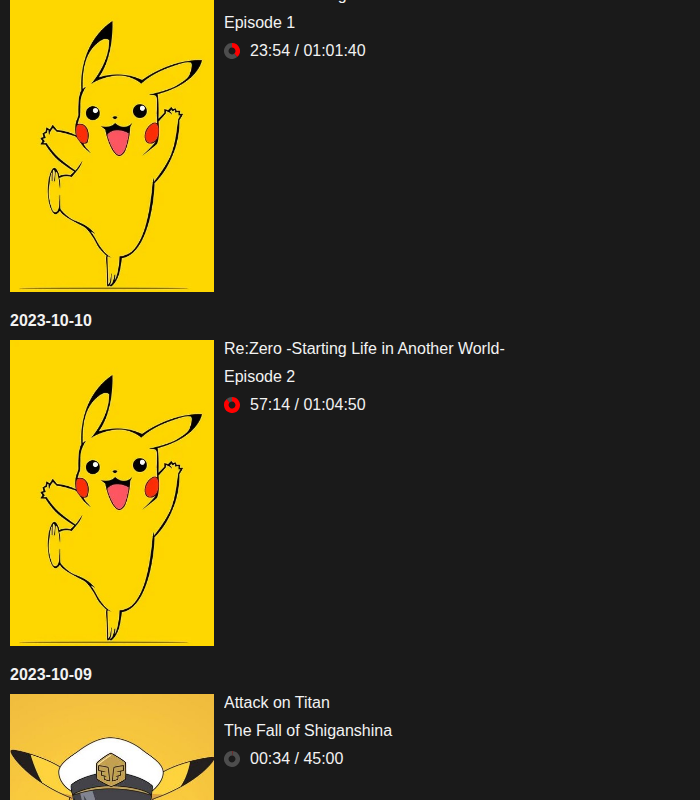 Episode 1
23:54 / 01:01:40
2023-10-10
Re:Zero -Starting Life in Another World-
Episode 2
57:14 / 01:04:50
2023-10-09
Attack on Titan
The Fall of Shiganshina
00:34 / 45:00